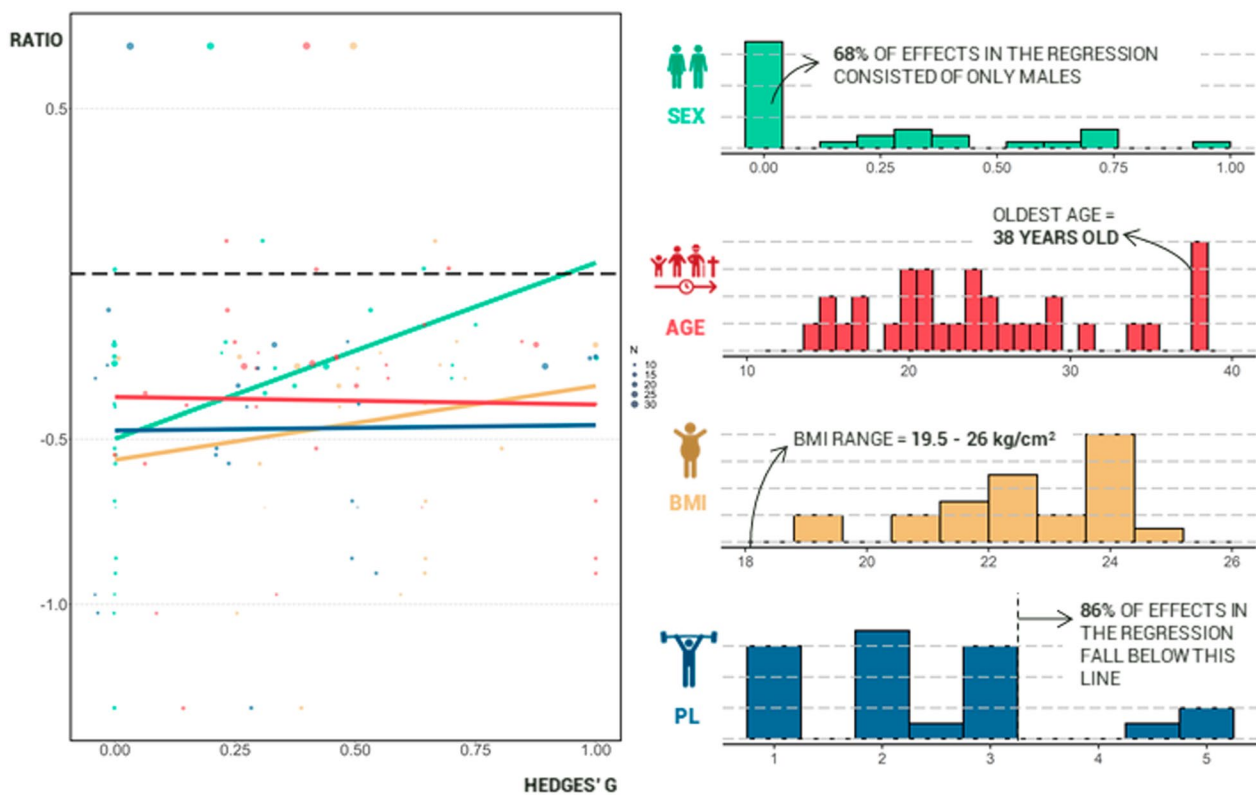 RATIO
0.5
-0.5
-1.0
0.00 0.25 0.50 0.75 1.00
HEDGES' G
N
10
15
20
25
30
SEX
68% OF EFFECTS IN THE REGRESSION
CONSISTED OF ONLY MALES
0.00 0.25 0.50 0.75 1.00
AGE
OLDEST AGE =
38 YEARS OLD
10 20 30 40
BMI
BMI RANGE = 19.5 - 26 kg/cm²
18 20 22 24 26
PL
86% OF EFFECTS IN
THE REGRESSION
FALL BELOW THIS
LINE
1 2 3 4 5